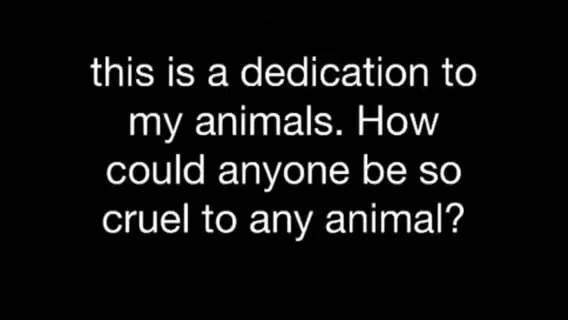 this is a dedication to
my animals. How
could anyone be so
cruel to any animal?